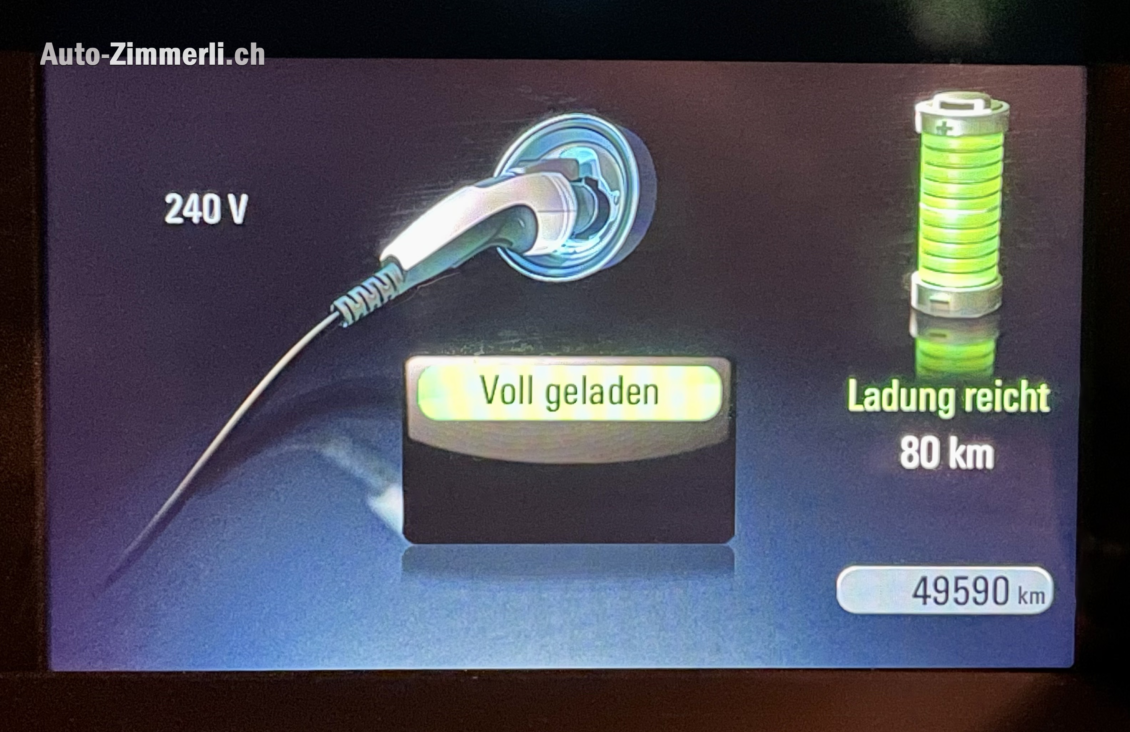 Auto-Zimmerli.ch
240 V
Voll geladen
Ladung reicht
80 km
49590 km